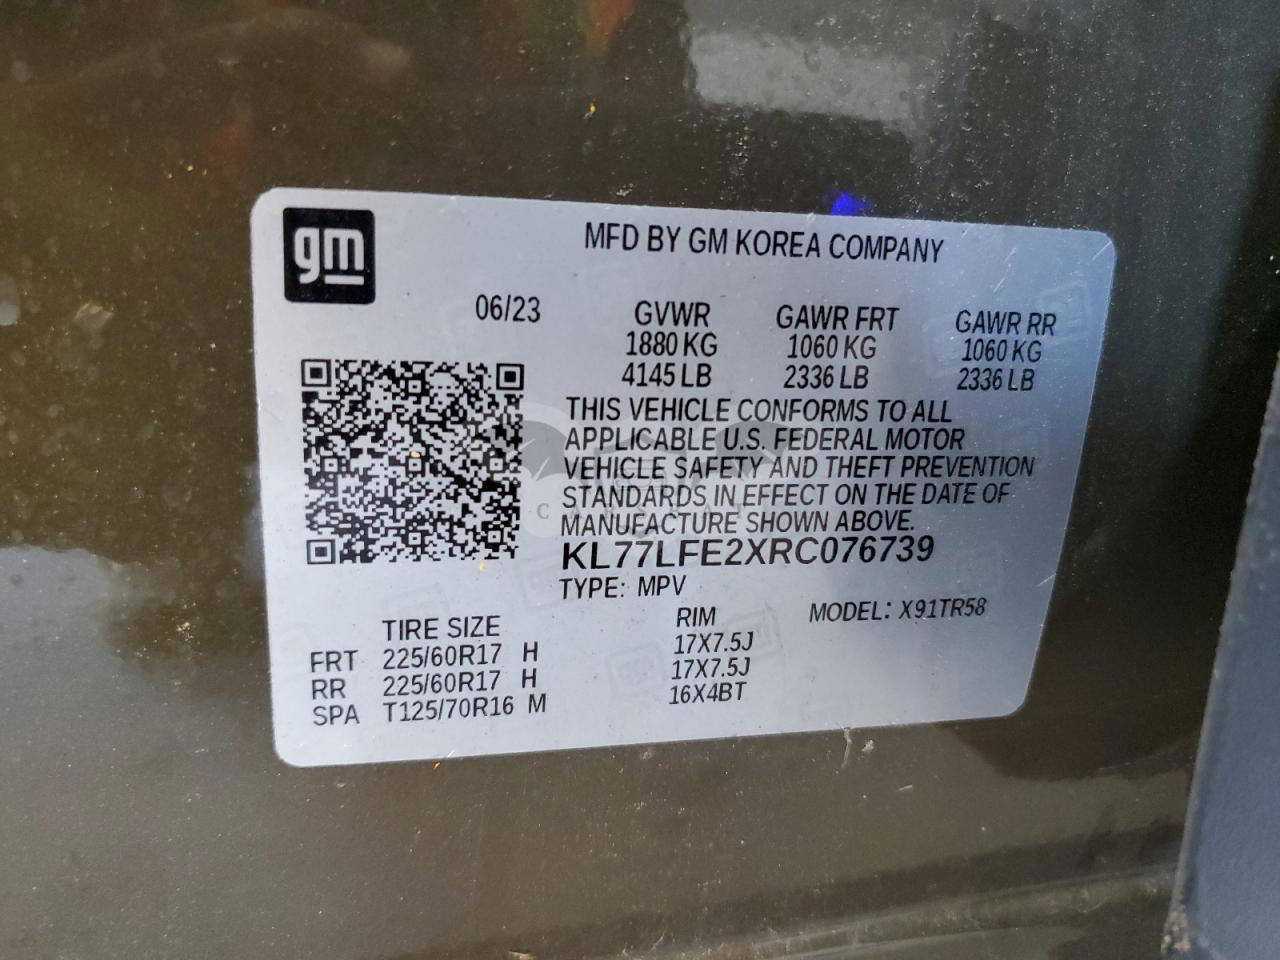 gm
MFD BY GM KOREA COMPANY
06/23 GVWR GAWR FRT GAWR RR
1880 KG 1060 KG 1060 KG
4145 LB 2336 LB 2336 LB
THIS VEHICLE CONFORMS TO ALL
APPLICABLE U.S. FEDERAL MOTOR
VEHICLE SAFETY AND THEFT PREVENTION
STANDARDS IN EFFECT ON THE DATE OF
MANUFACTURE SHOWN ABOVE.
KL77LFE2XRC076739
TYPE: MPV
TIRE SIZE RIM MODEL: X91TR58
FRT 225/60R17 H 17X7.5J
RR 225/60R17 H 17X7.5J
SPA T125/70R16 M 16X4BT